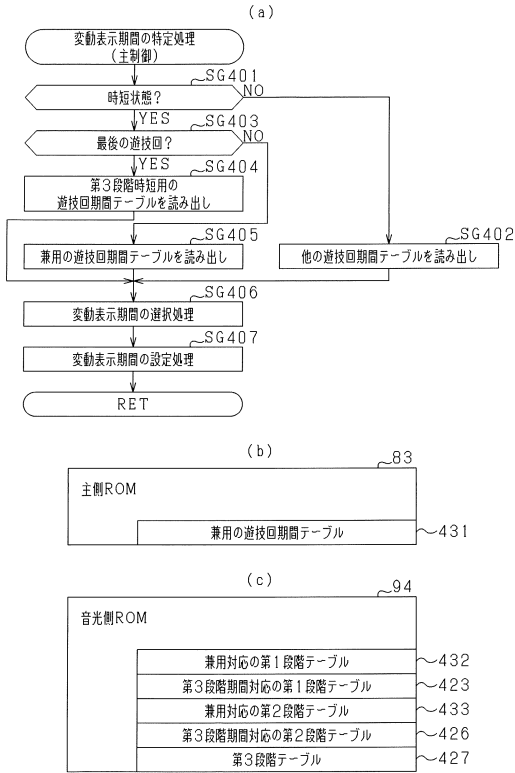 (a)
変動表示期間の特定処理
(主制御)
SG401
時短状態?
NO
YES
SG403
最後の遊技回?
NO
YES
SG404
第3段階時短用の
遊技回期間テーブルを読み出し
SG405
兼用の遊技回期間テーブルを読み出し
SG402
他の遊技回期間テーブルを読み出し
SG406
変動表示期間の選択処理
SG407
変動表示期間の設定処理
RET
(b)
83
主側ROM
兼用の遊技回期間テーブル
431
(c)
94
音光側ROM
兼用対応の第1段階テーブル
432
第3段階期間対応の第1段階テーブル
423
兼用対応の第2段階テーブル
433
第3段階期間対応の第2段階テーブル
426
第3段階テーブル
427